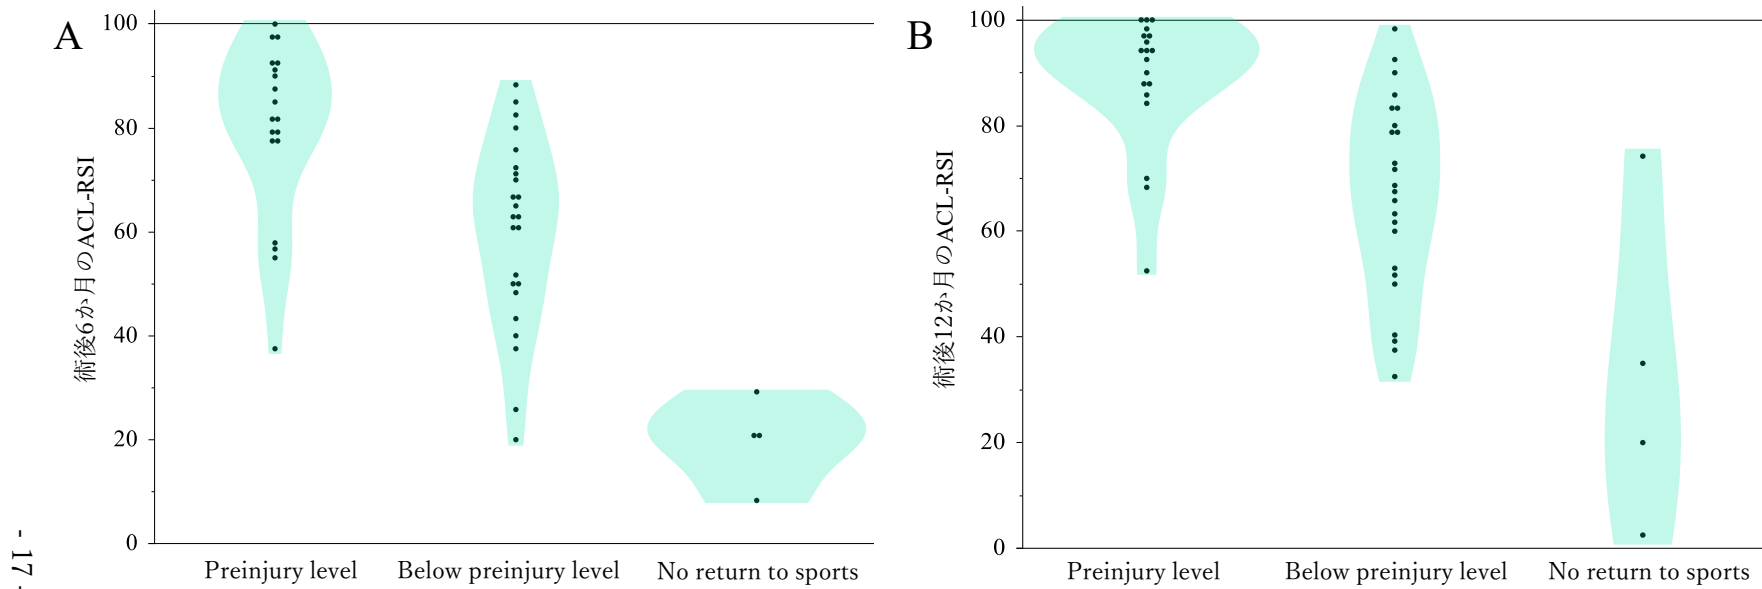 A
術後6か月のACL-RSI
100
80
60
40
20
0
Preinjury level
Below preinjury level
No return to sports
B
術後12か月のACL-RSI
100
80
60
40
20
0
Preinjury level
Below preinjury level
No return to sports
- 17 -